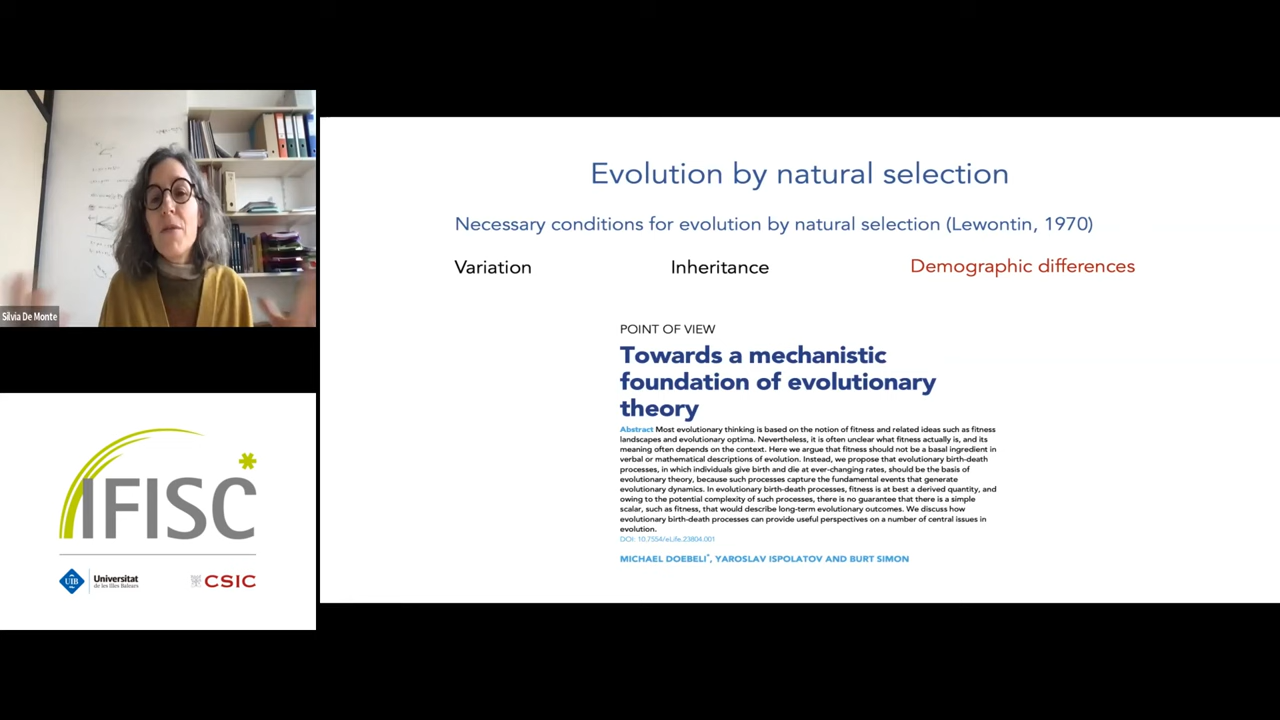 Silvia De Monte
IFISC
UIB
Universitat
de les Illes Balears
CSIC
Evolution by natural selection
Necessary conditions for evolution by natural selection (Lewontin, 1970)
Variation
Inheritance
Demographic differences
POINT OF VIEW
Towards a mechanistic
foundation of evolutionary
theory
Abstract Most evolutionary thinking is based on the notion of fitness and related ideas such as fitness
landscapes and evolutionary optima. Nevertheless, it is often unclear what fitness actually is, and its
meaning often depends on the context. Here we argue that fitness should not be a basal ingredient in
verbal or mathematical descriptions of evolution. Instead, we propose that evolutionary birth-death
processes, in which individuals give birth and die at ever-changing rates, should be the basis of
evolutionary theory, because such processes capture the fundamental events that generate
evolutionary dynamics. In evolutionary birth-death processes, fitness is at best a derived quantity, and
owing to the potential complexity of such processes, there is no guarantee that there is a simple
scalar, such as fitness, that would describe long-term evolutionary outcomes. We discuss how
evolutionary birth-death processes can provide useful perspectives on a number of central issues in
evolution.
DOI: 10.7554/eLife.23804.001
MICHAEL DOEBELI*, YAROSLAV ISPOLATOV AND BURT SIMON